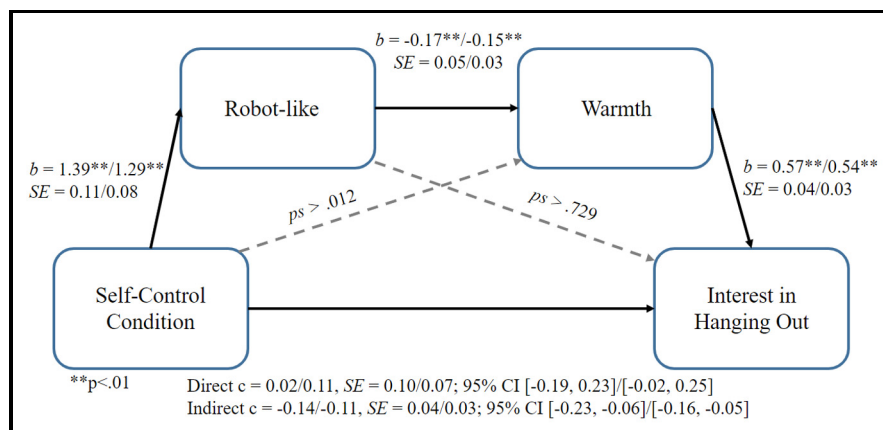 b = -0.17**/-0.15**
SE = 0.05/0.03
Robot-like
Warmth
b = 1.39**/1.29**
SE = 0.11/0.08
b = 0.57**/0.54**
SE = 0.04/0.03
ps > .012
ps > .729
Self-Control
Condition
Interest in
Hanging Out
**p<.01
Direct c = 0.02/0.11, SE = 0.10/0.07; 95% CI [-0.19, 0.23]/[-0.02, 0.25]
Indirect c = -0.14/-0.11, SE = 0.04/0.03; 95% CI [-0.23, -0.06]/[-0.16, -0.05]